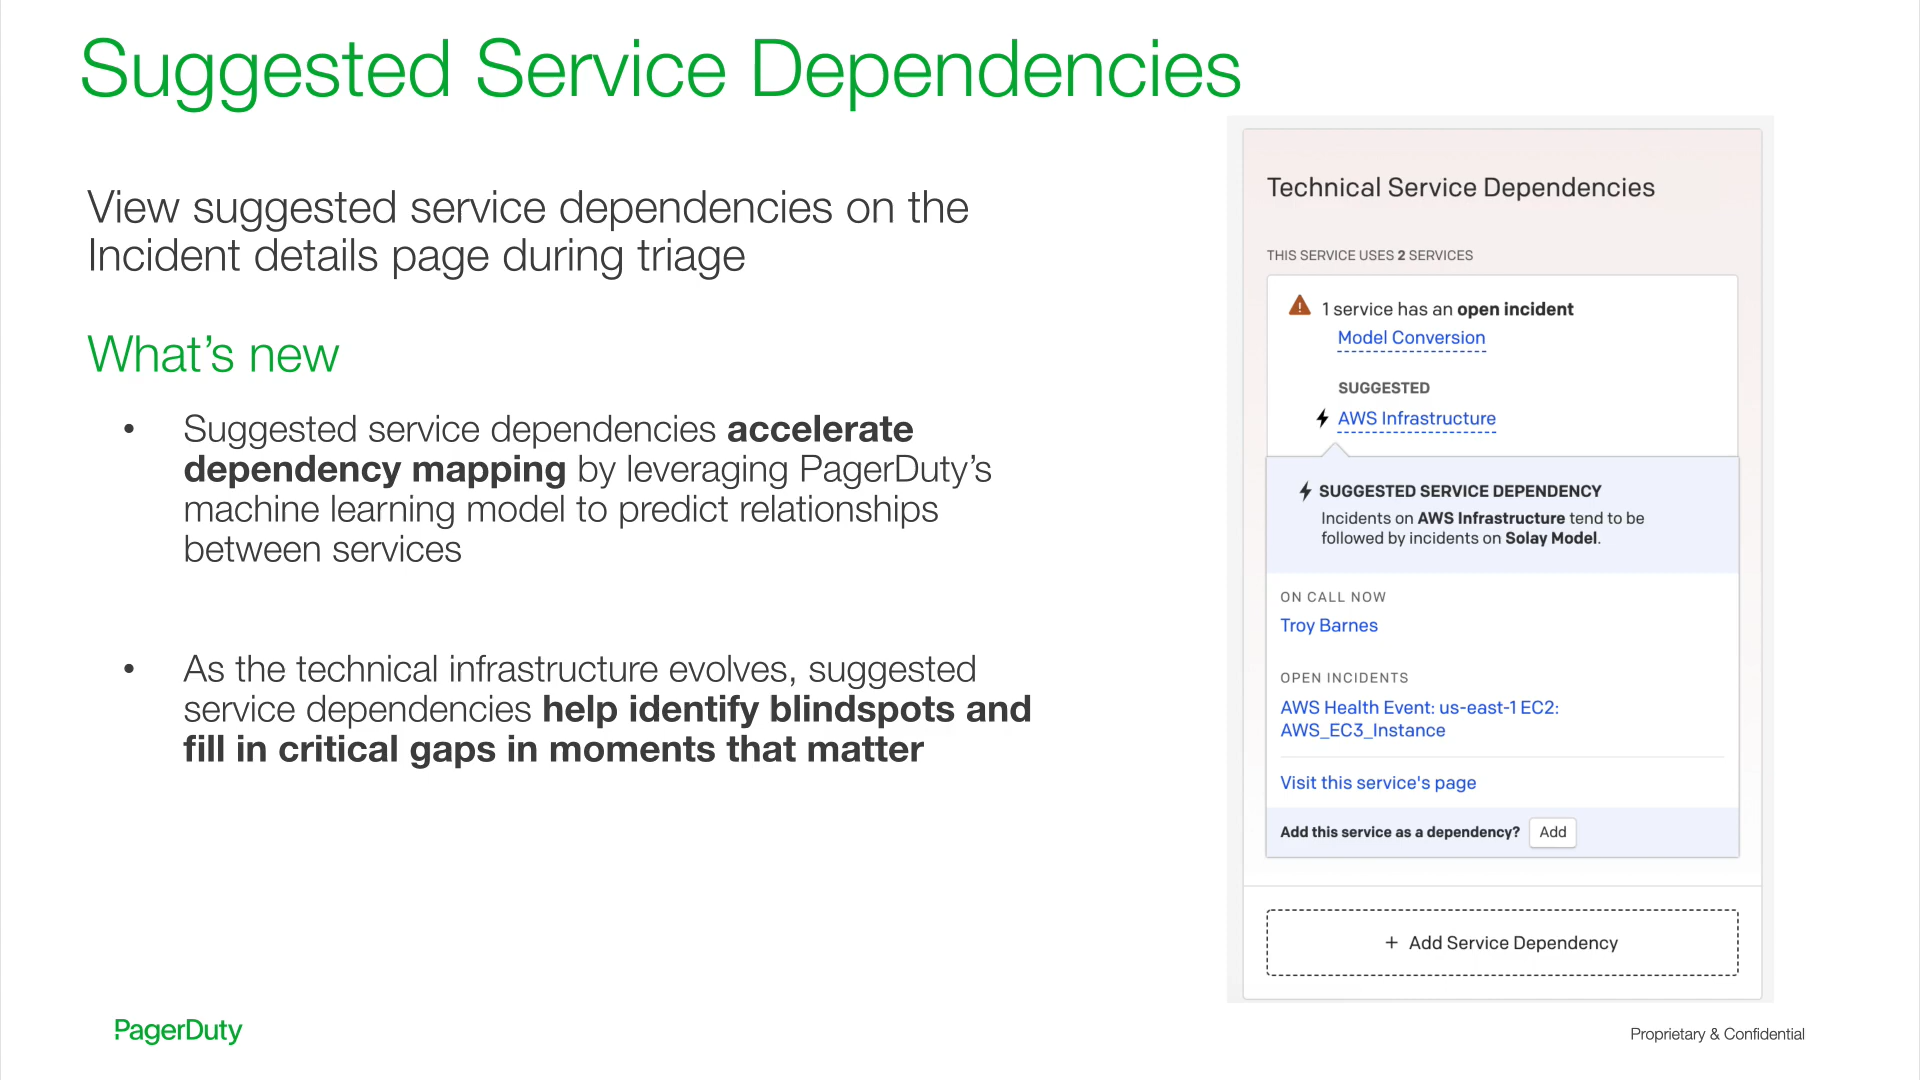 Suggested Service Dependencies
View suggested service dependencies on the
Incident details page during triage
What's new
• Suggested service dependencies accelerate
dependency mapping by leveraging PagerDuty's
machine learning model to predict relationships
between services
• As the technical infrastructure evolves, suggested
service dependencies help identify blindspots and
fill in critical gaps in moments that matter
Technical Service Dependencies
THIS SERVICE USES 2 SERVICES
1 service has an open incident
Model Conversion
SUGGESTED
AWS Infrastructure
SUGGESTED SERVICE DEPENDENCY
Incidents on AWS Infrastructure tend to be
followed by incidents on Solay Model.
ON CALL NOW
Troy Barnes
OPEN INCIDENTS
AWS Health Event: us-east-1 EC2:
AWS_EC3_Instance
Visit this service's page
Add this service as a dependency? Add
+ Add Service Dependency
PagerDuty
Proprietary & Confidential